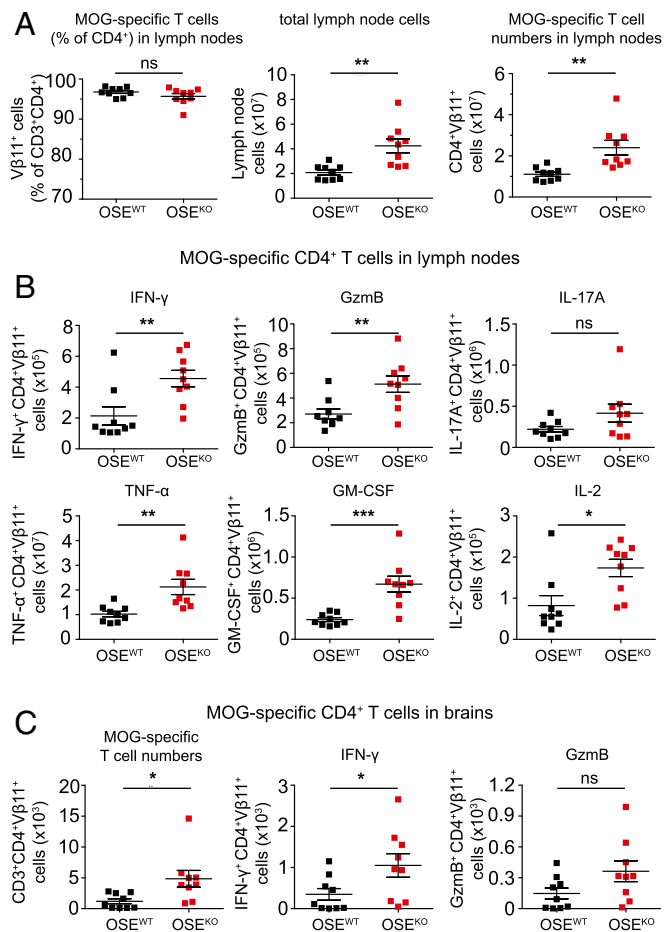 A
MOG-specific T cells
(% of CD4⁺) in lymph nodes
ns
Vβ11⁺ cells
(% of CD3⁺CD4⁺)
100
90
80
70
OSEᵂᵀ OSEᴷᴼ
total lymph node cells
**
Lymph node
cells (x10⁷)
10
8
6
4
2
0
OSEᵂᵀ OSEᴷᴼ
MOG-specific T cell
numbers in lymph nodes
**
CD4⁺Vβ11⁺
cells (x10⁷)
6
4
2
0
OSEᵂᵀ OSEᴷᴼ
MOG-specific CD4⁺ T cells in lymph nodes
B
IFN-γ
**
IFN-γ⁺ CD4⁺Vβ11⁺
cells (x10⁵)
8
6
4
2
0
OSEᵂᵀ OSEᴷᴼ
GzmB
**
GzmB⁺ CD4⁺Vβ11⁺
cells (x10⁵)
10
8
6
4
2
0
OSEᵂᵀ OSEᴷᴼ
IL-17A
ns
IL-17A⁺ CD4⁺Vβ11⁺
cells (x10⁶)
1.5
1.0
0.5
0
OSEᵂᵀ OSEᴷᴼ
TNF-α
**
TNF-α⁺ CD4⁺Vβ11⁺
cells (x10⁷)
5
4
3
2
1
0
OSEᵂᵀ OSEᴷᴼ
GM-CSF
***
GM-CSF⁺ CD4⁺Vβ11⁺
cells (x10⁶)
1.5
1.0
0.5
0
OSEᵂᵀ OSEᴷᴼ
IL-2
*
IL-2⁺ CD4⁺Vβ11⁺
cells (x10⁵)
3
2
1
0
OSEᵂᵀ OSEᴷᴼ
C
MOG-specific CD4⁺ T cells in brains
MOG-specific
T cell numbers
*
CD3⁺CD4⁺Vβ11⁺
cells (x10³)
20
15
10
5
0
OSEᵂᵀ OSEᴷᴼ
IFN-γ
*
IFN-γ⁺ CD4⁺Vβ11⁺
cells (x10³)
3
2
1
0
OSEᵂᵀ OSEᴷᴼ
GzmB
ns
GzmB⁺ CD4⁺Vβ11⁺
cells (x10³)
1.2
0.9
0.6
0.3
0
OSEᵂᵀ OSEᴷᴼ